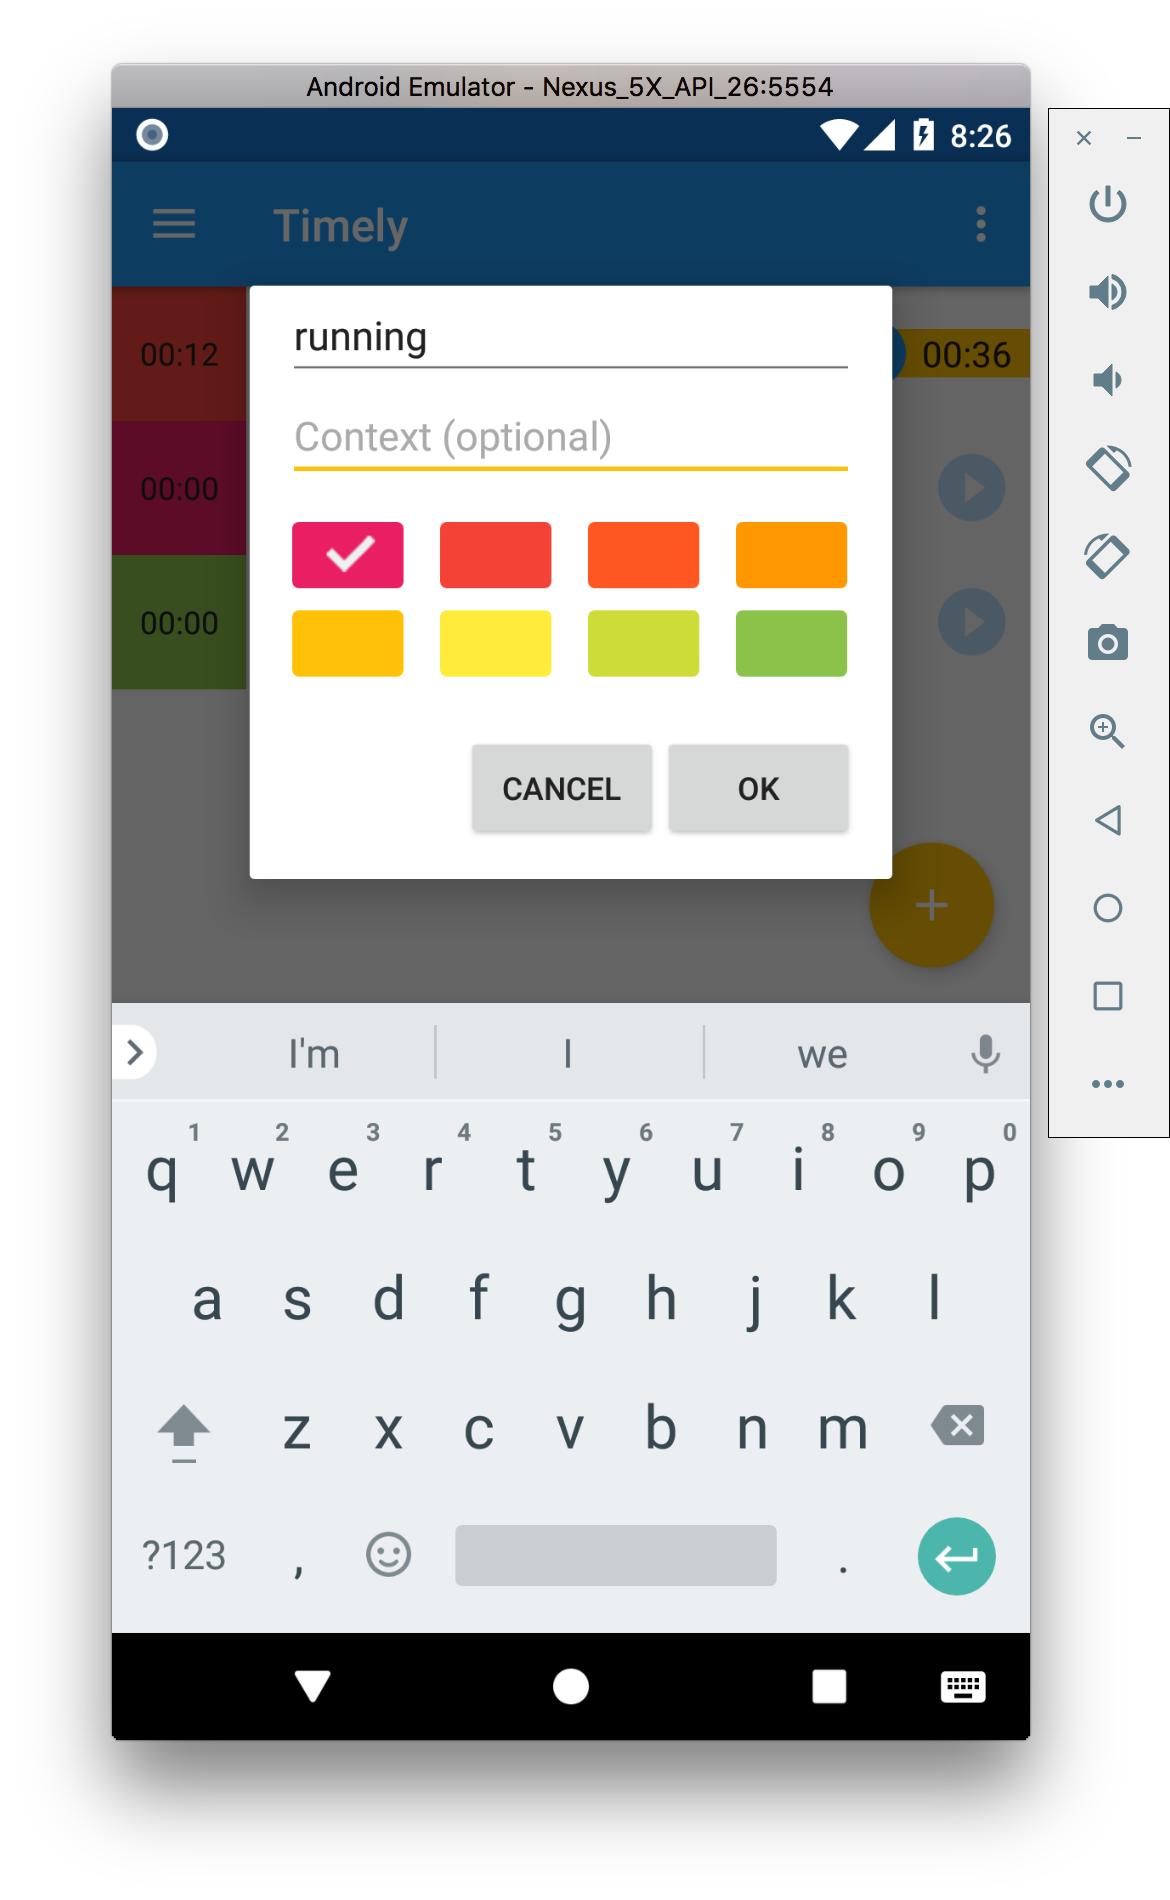 Android Emulator - Nexus_5X_API_26:5554
8:26
Timely
00:12
running
00:36
Context (optional)
00:00
00:00
CANCEL OK
I'm I we
1 2 3 4 5 6 7 8 9 0
q w e r t y u i o p
a s d f g h j k l
z x c v b n m
?123 , .